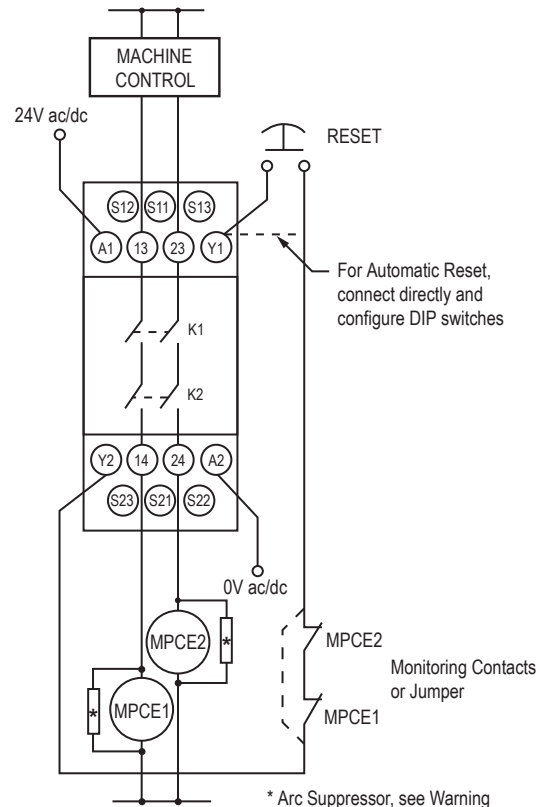 MACHINE
CONTROL
24V ac/dc
RESET
S12 S11 S13
A1 13 23 Y1
For Automatic Reset,
connect directly and
configure DIP switches
K1
K2
Y2 14 24 A2
S23 S21 S22
0V ac/dc
MPCE2
*
MPCE2
Monitoring Contacts
or Jumper
MPCE1
*
MPCE1
* Arc Suppressor, see Warning